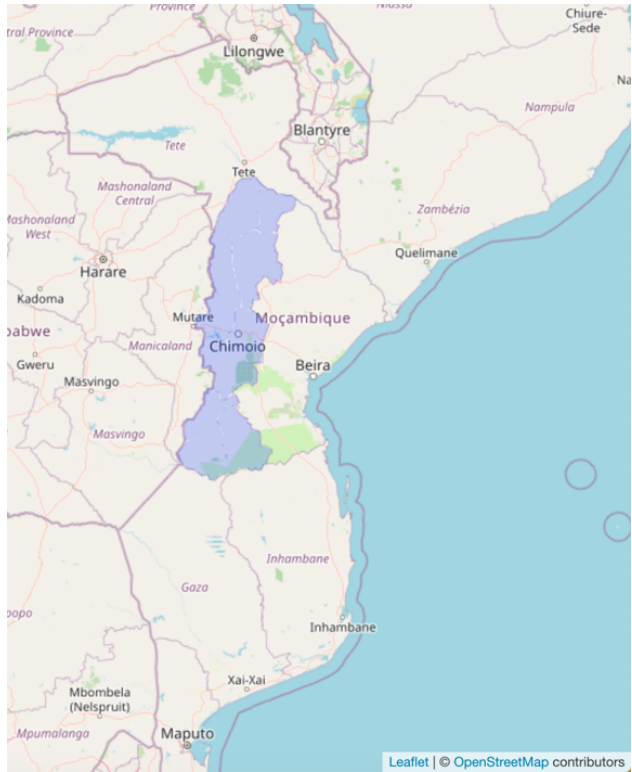 Province
Niassa
Chiure-
Sede
tral Province
Lilongwe
Na
Nampula
Blantyre
Tete
Tete
Mashonaland
Central
Zambézia
Mashonaland
West
Harare
Quelimane
Kadoma
Mutare
Moçambique
babwe
Manicaland
Chimoio
Gweru
Beira
Masvingo
Masvingo
Inhambane
Gaza
popo
Inhambane
Xai-Xai
Mbombela
(Nelspruit)
Mpumalanga
Maputo
Leaflet | © OpenStreetMap contributors